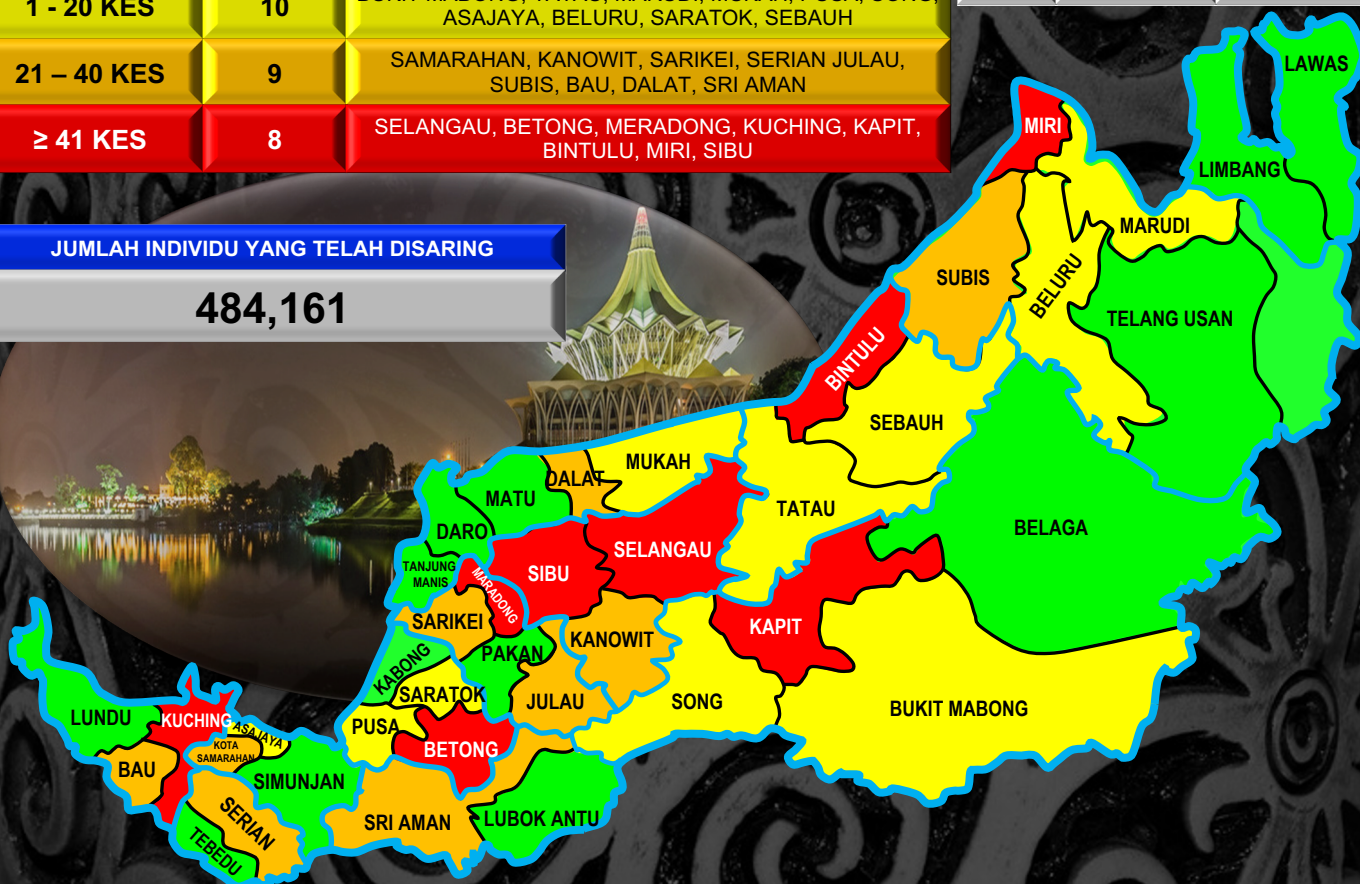 1 - 20 KES
10
ASAJAYA, BELURU, SARATOK, SEBAUH
21 – 40 KES
9
SAMARAHAN, KANOWIT, SARIKEI, SERIAN JULAU,
SUBIS, BAU, DALAT, SRI AMAN
≥ 41 KES
8
SELANGAU, BETONG, MERADONG, KUCHING, KAPIT,
BINTULU, MIRI, SIBU
JUMLAH INDIVIDU YANG TELAH DISARING
484,161
LAWAS
MIRI
LIMBANG
MARUDI
SUBIS
BELURU
TELANG USAN
BINTULU
SEBAUH
MUKAH
DALAT
MATU
TATAU
DARO
BELAGA
SELANGAU
TANJUNG
MANIS
SIBU
MARADONG
SARIKEI
KAPIT
KANOWIT
PAKAN
KABONG
SARATOK
JULAU
SONG
BUKIT MABONG
LUNDU
KUCHING
ASAJAYA
PUSA
BETONG
KOTA
SAMARAHAN
BAU
SIMUNJAN
SERIAN
SRI AMAN
LUBOK ANTU
TEBEDU